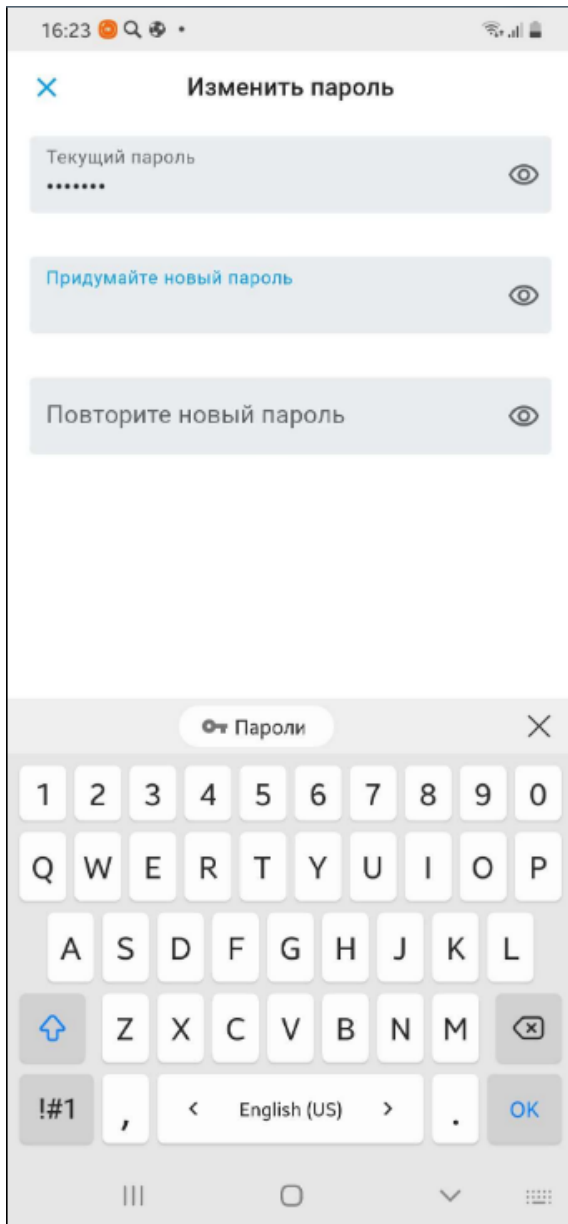 16:23
Изменить пароль
Текущий пароль
•••••••
Придумайте новый пароль
Повторите новый пароль
Пароли
1 2 3 4 5 6 7 8 9 0
Q W E R T Y U I O P
A S D F G H J K L
Z X C V B N M
!#1 , < English (US) > . OK